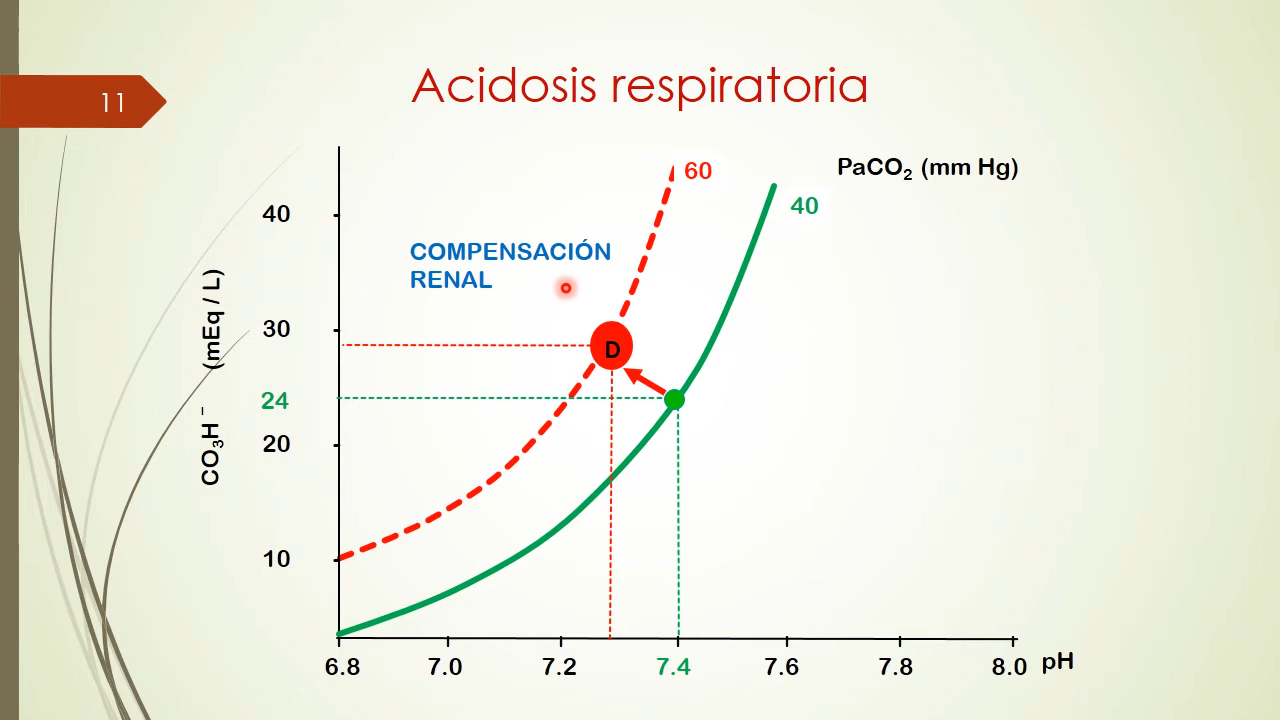 11
Acidosis respiratoria
60
PaCO₂ (mm Hg)
40
40
COMPENSACIÓN
RENAL
30
D
24
20
10
CO₃H⁻ (mEq / L)
6.8 7.0 7.2 7.4 7.6 7.8 8.0 pH